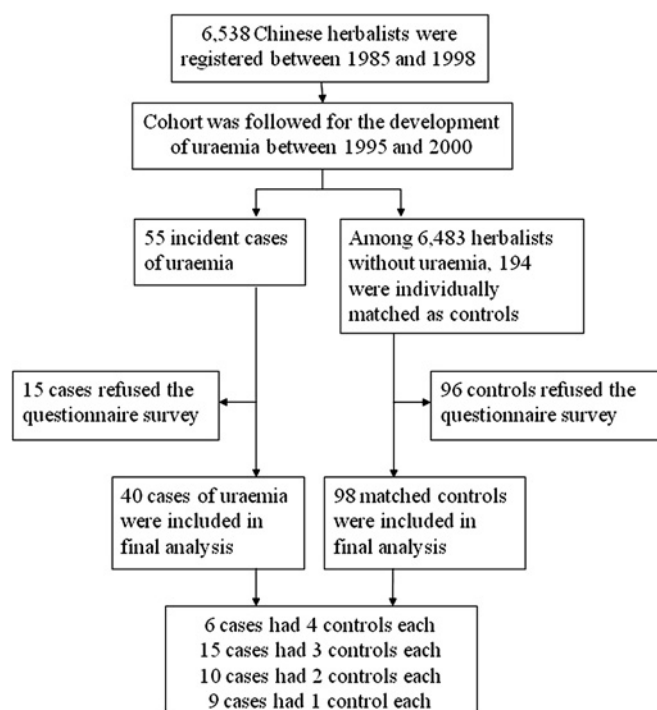 6,538 Chinese herbalists were
registered between 1985 and 1998
Cohort was followed for the development
of uraemia between 1995 and 2000
55 incident cases
of uraemia
Among 6,483 herbalists
without uraemia, 194
were individually
matched as controls
15 cases refused the
questionnaire survey
96 controls refused the
questionnaire survey
40 cases of uraemia
were included in
final analysis
98 matched controls
were included in
final analysis
6 cases had 4 controls each
15 cases had 3 controls each
10 cases had 2 controls each
9 cases had 1 control each